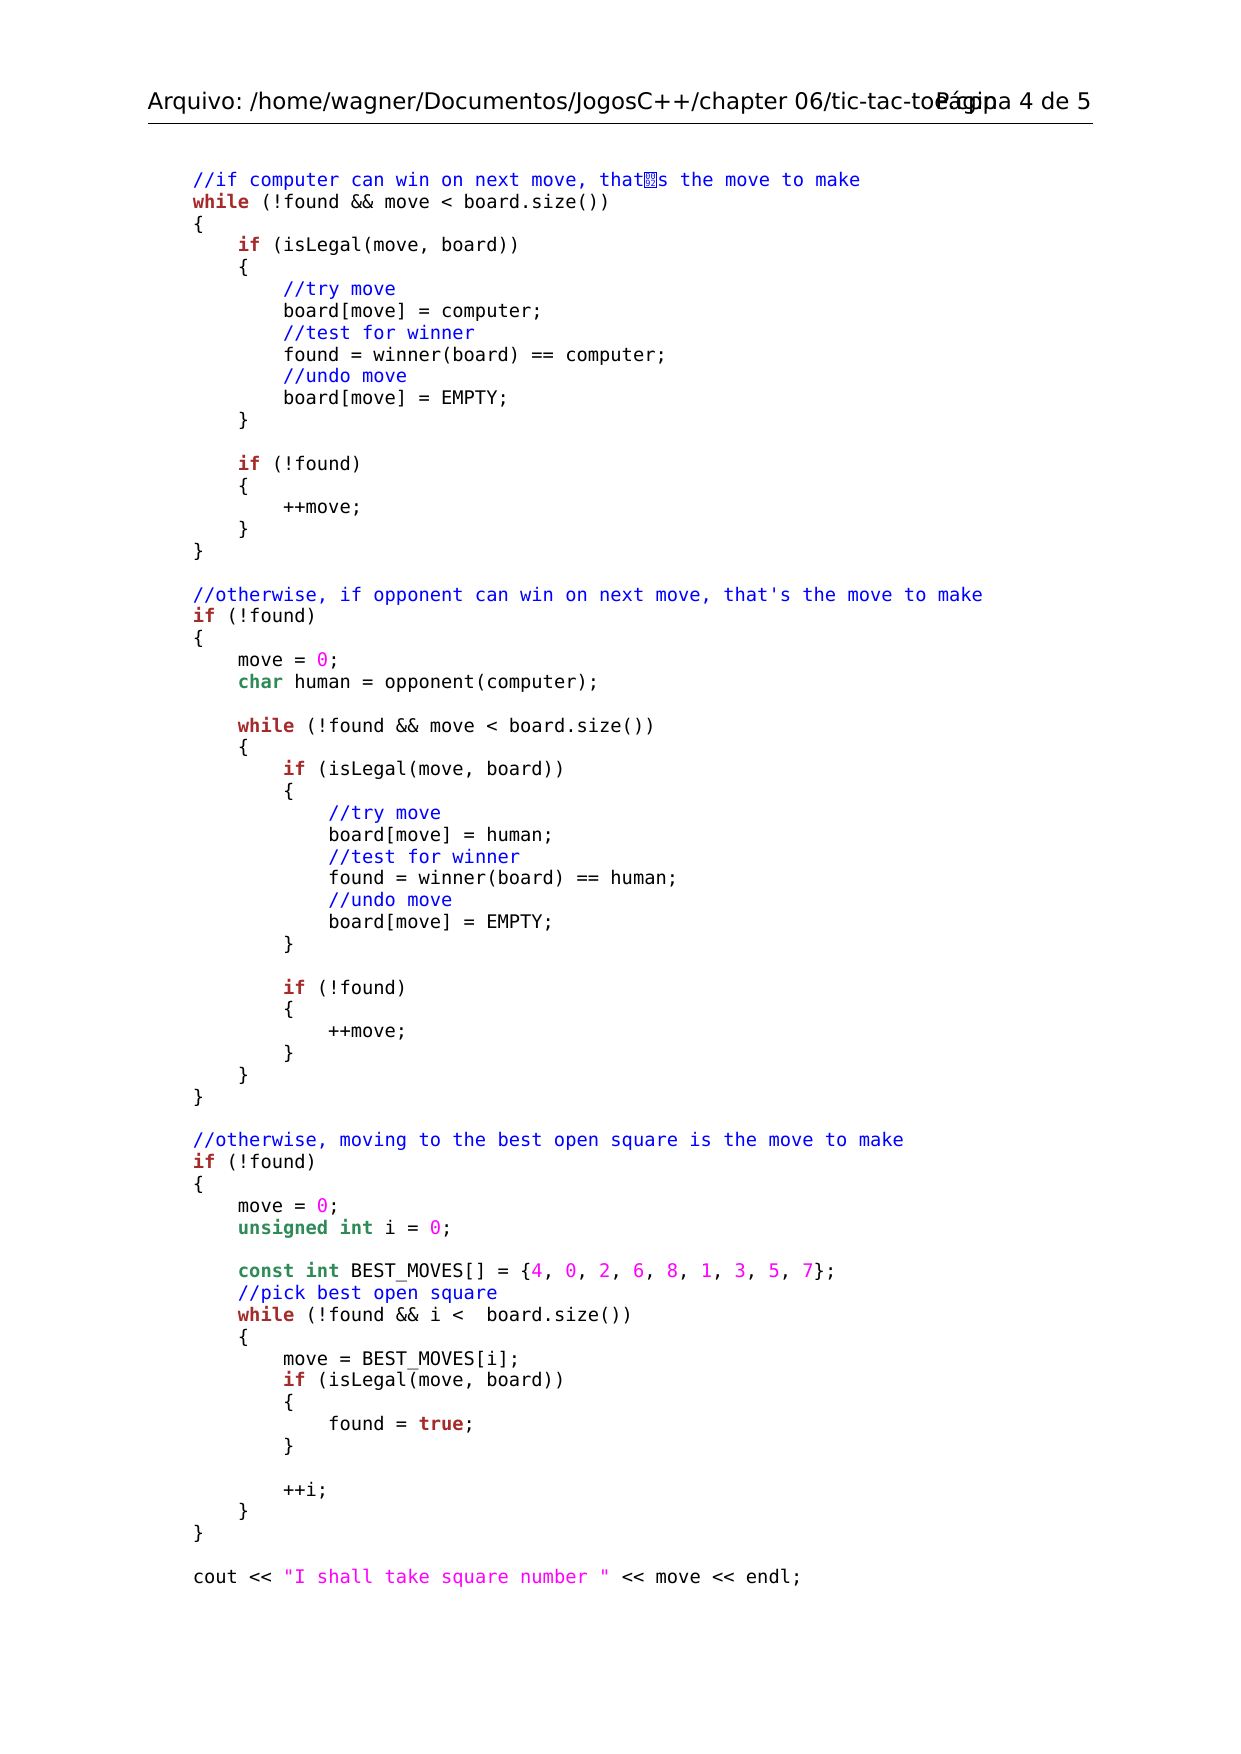 Arquivo: /home/wagner/Documentos/JogosC++/chapter 06/tic-tac-toe.cpp Página 4 de 5
//if computer can win on next move, thats the move to make
while (!found && move < board.size())
{
    if (isLegal(move, board))
    {
        //try move
        board[move] = computer;
        //test for winner
        found = winner(board) == computer;
        //undo move
        board[move] = EMPTY;
    }

    if (!found)
    {
        ++move;
    }
}

//otherwise, if opponent can win on next move, that's the move to make
if (!found)
{
    move = 0;
    char human = opponent(computer);

    while (!found && move < board.size())
    {
        if (isLegal(move, board))
        {
            //try move
            board[move] = human;
            //test for winner
            found = winner(board) == human;
            //undo move
            board[move] = EMPTY;
        }

        if (!found)
        {
            ++move;
        }
    }
}

//otherwise, moving to the best open square is the move to make
if (!found)
{
    move = 0;
    unsigned int i = 0;

    const int BEST_MOVES[] = {4, 0, 2, 6, 8, 1, 3, 5, 7};
    //pick best open square
    while (!found && i <  board.size())
    {
        move = BEST_MOVES[i];
        if (isLegal(move, board))
        {
            found = true;
        }

        ++i;
    }
}

cout << "I shall take square number " << move << endl;